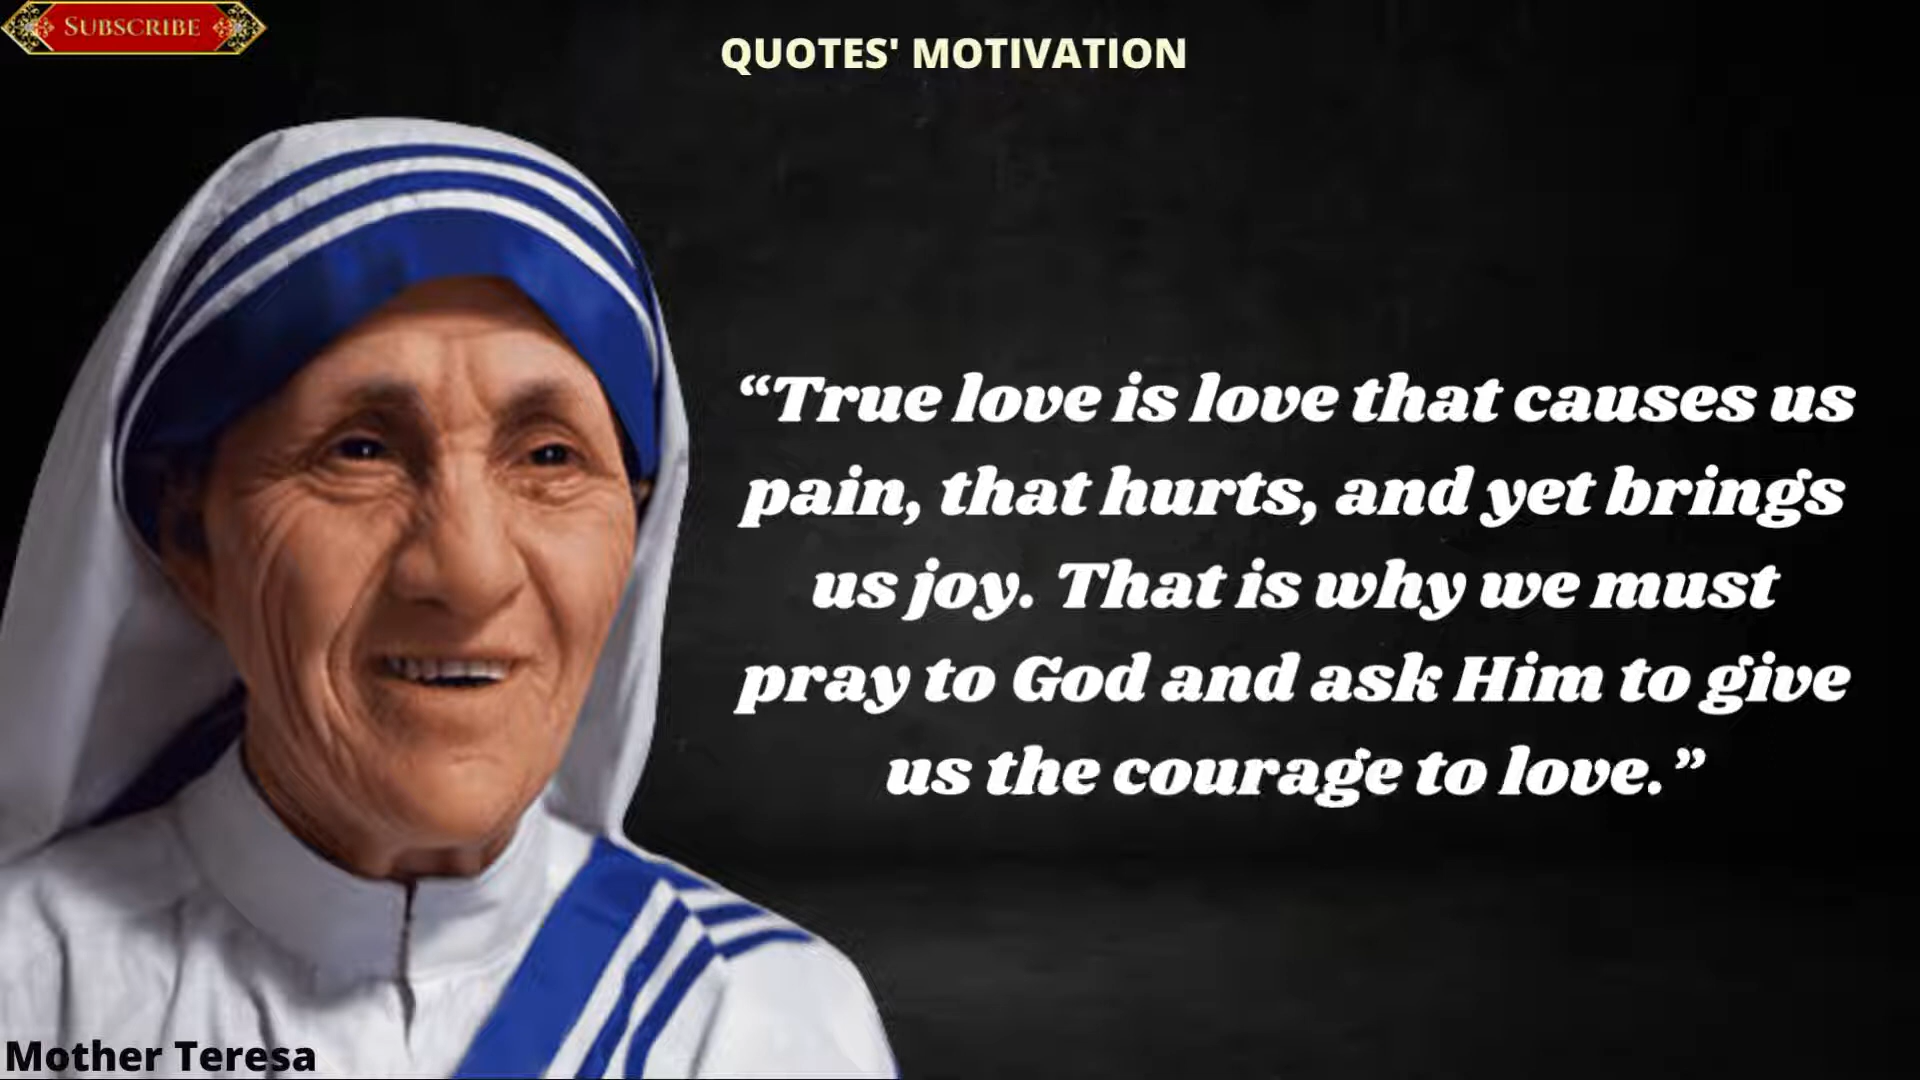 SUBSCRIBE
QUOTES' MOTIVATION
“True love is love that causes us
pain, that hurts, and yet brings
us joy. That is why we must
pray to God and ask Him to give
us the courage to love.”
Mother Teresa